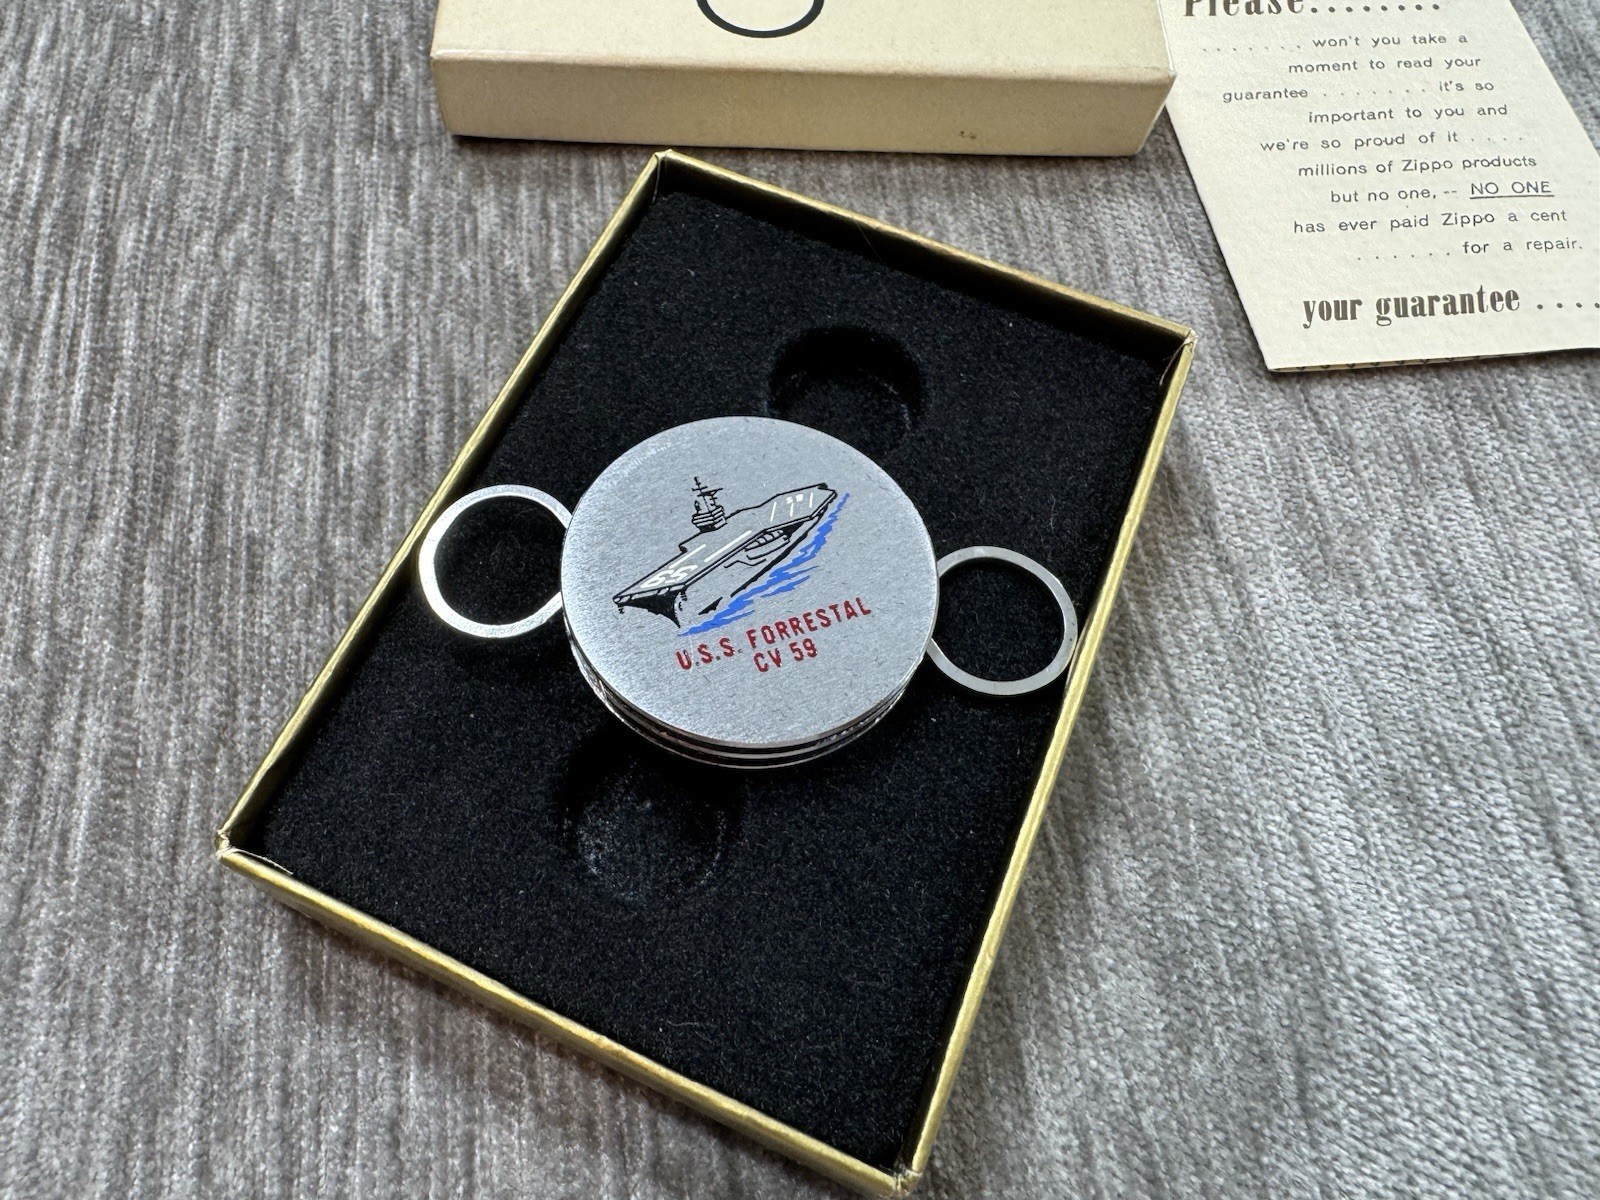 Please........
....... won't you take a
moment to read your
guarantee ....... it's so
important to you and
we're so proud of it ....
millions of Zippo products
but no one, -- NO ONE
has ever paid Zippo a cent
...... for a repair.
your guarantee ....
59
U.S.S. FORRESTAL
CV 59